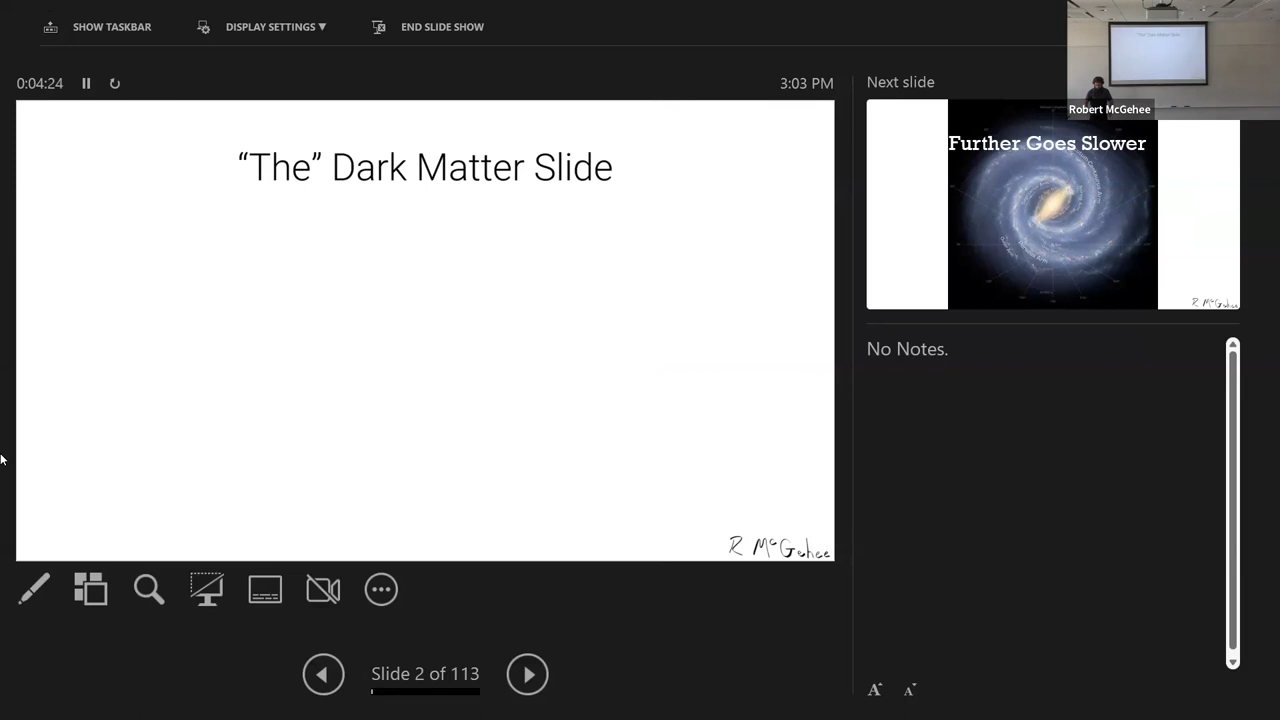 SHOW TASKBAR
DISPLAY SETTINGS ▼
END SLIDE SHOW
0:04:24
3:03 PM
“The” Dark Matter Slide
R McGehee
Slide 2 of 113
Next slide
Robert McGehee
Further Goes Slower
R McGehee
No Notes.
A
A